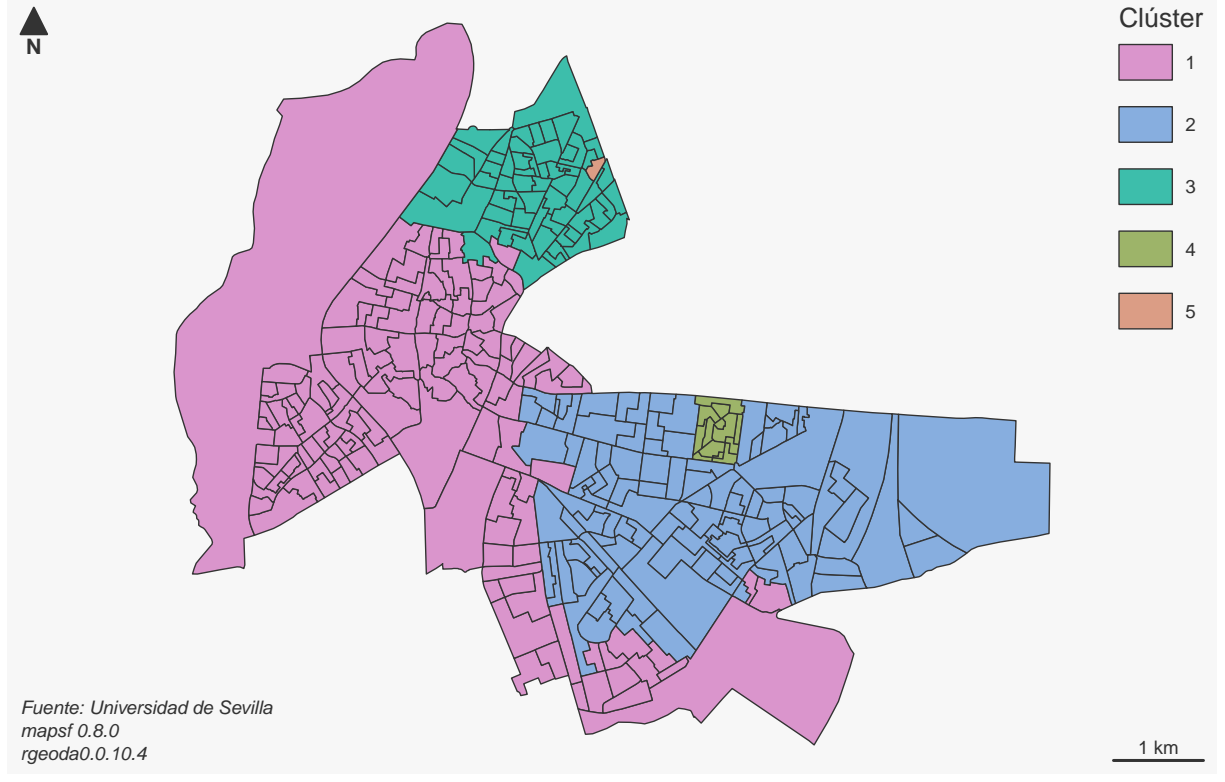 N
Clúster
1
2
3
4
5
Fuente: Universidad de Sevilla
mapsf 0.8.0
rgeoda0.0.10.4
1 km